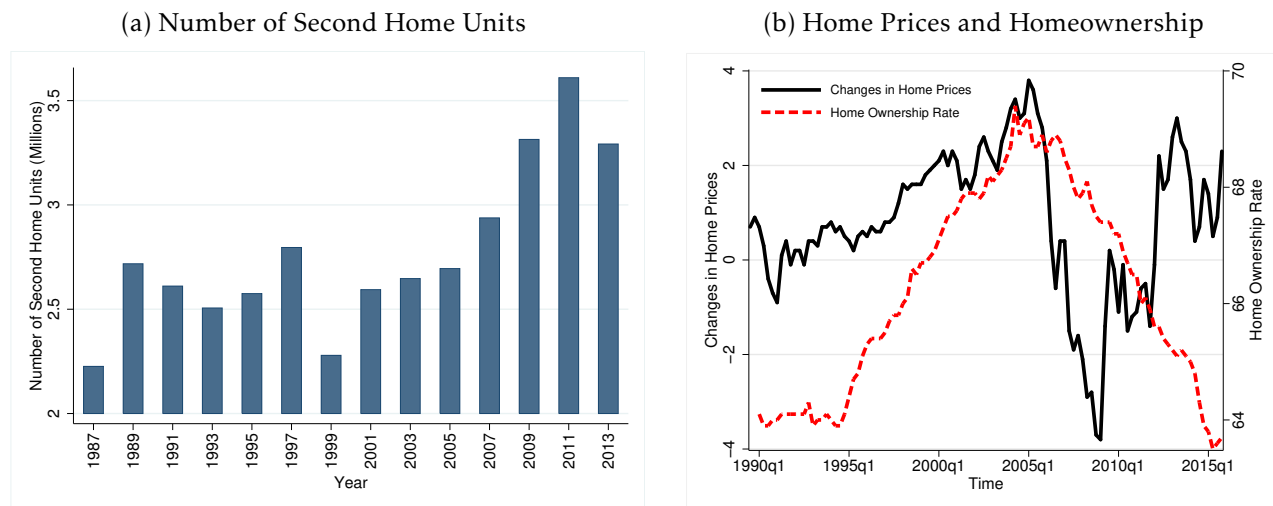 (a) Number of Second Home Units
Number of Second Home Units (Millions)
3.5
3
2.5
2
1987
1989
1991
1993
1995
1997
1999
2001
2003
2005
2007
2009
2011
2013
Year
(b) Home Prices and Homeownership
Changes in Home Prices
Home Ownership Rate
Changes in Home Prices
4
2
0
−2
−4
Home Ownership Rate
70
68
66
64
1990q1
1995q1
2000q1
2005q1
2010q1
2015q1
Time